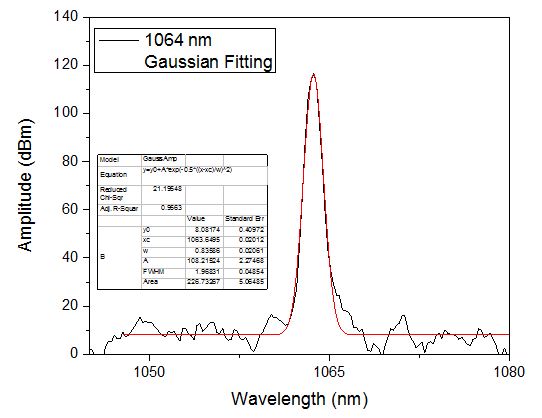 140
120
100
80
60
40
20
0
1050
1065
1080
Amplitude (dBm)
Wavelength (nm)
1064 nm
Gaussian Fitting
Model GaussAmp
Equation y=y0+A*exp(-0.5*((x-xc)/w)^2)
Reduced Chi-Sqr 21.19548
Adj. R-Squar 0.9563
Value Standard Err
B y0 8.08174 0.40972
xc 1063.6495 0.02012
w 0.83586 0.02061
A 108.21524 2.27468
FWHM 1.96831 0.04854
Area 226.73267 5.06485